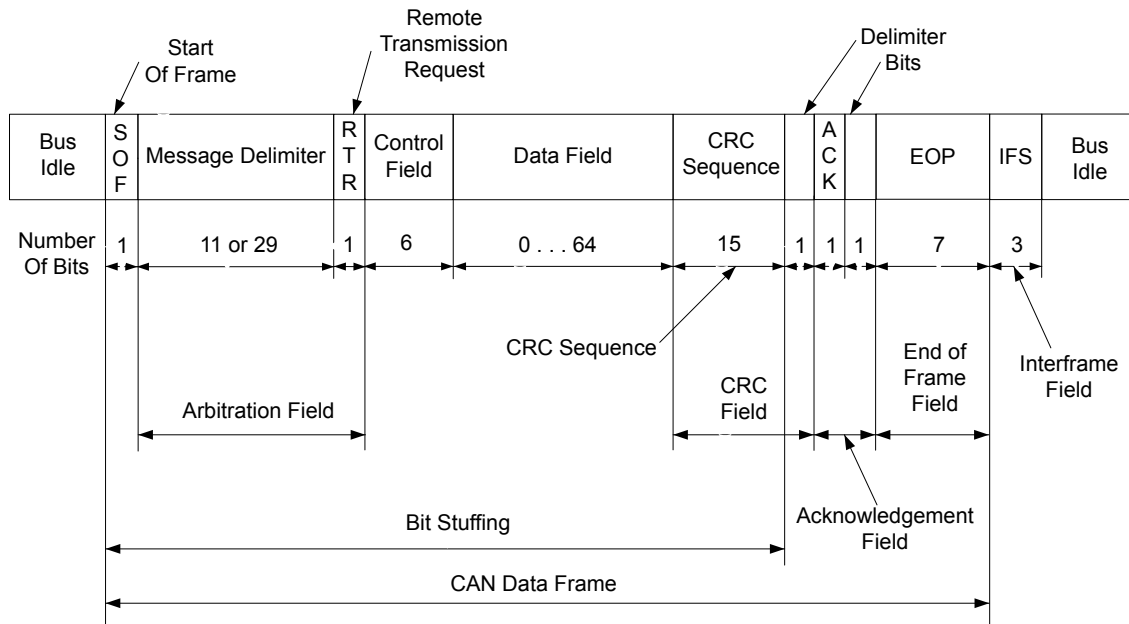 Start
Of Frame
Remote
Transmission
Request
Delimiter
Bits
Bus
Idle
S
O
F
Message Delimiter
R
T
R
Control
Field
Data Field
CRC
Sequence
A
C
K
EOP
IFS
Bus
Idle
Number
Of Bits
1
11 or 29
1
6
0 . . . 64
15
1
1
1
7
3
CRC Sequence
End of
Frame
Field
Interframe
Field
Arbitration Field
CRC
Field
Bit Stuffing
Acknowledgement
Field
CAN Data Frame